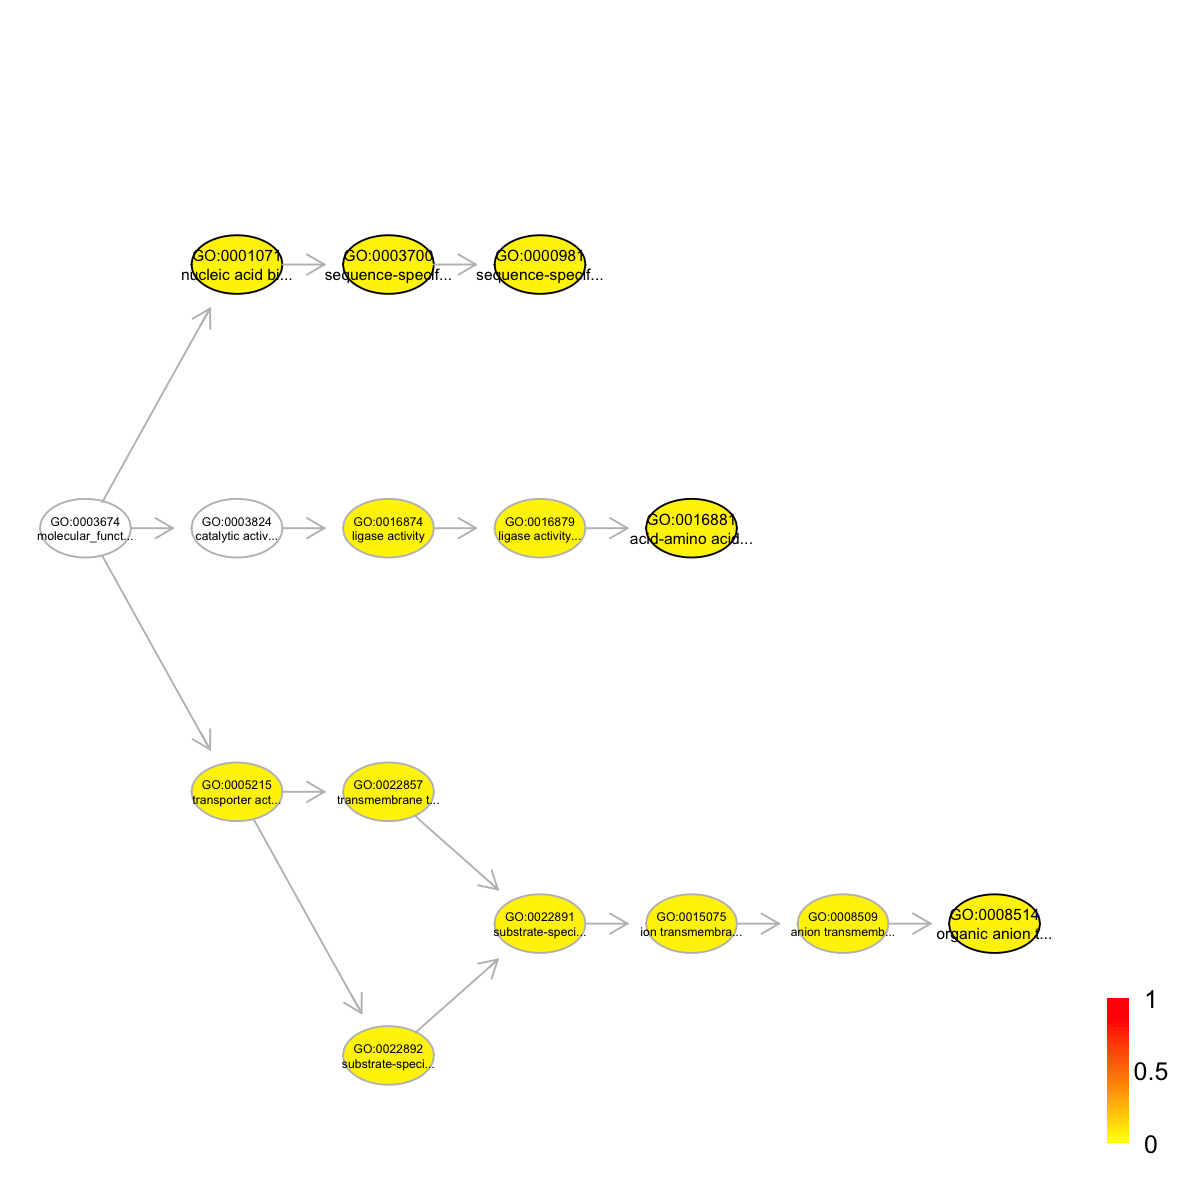 GO:0001071
nucleic acid bi...
GO:0003700
sequence-specif...
GO:0000981
sequence-specif...
GO:0003674
molecular_funct...
GO:0003824
catalytic activ...
GO:0016874
ligase activity
GO:0016879
ligase activity...
GO:0016881
acid-amino acid...
GO:0005215
transporter act...
GO:0022857
transmembrane t...
GO:0022891
substrate-speci...
GO:0015075
ion transmembra...
GO:0008509
anion transmemb...
GO:0008514
organic anion t...
GO:0022892
substrate-speci...
1
0.5
0